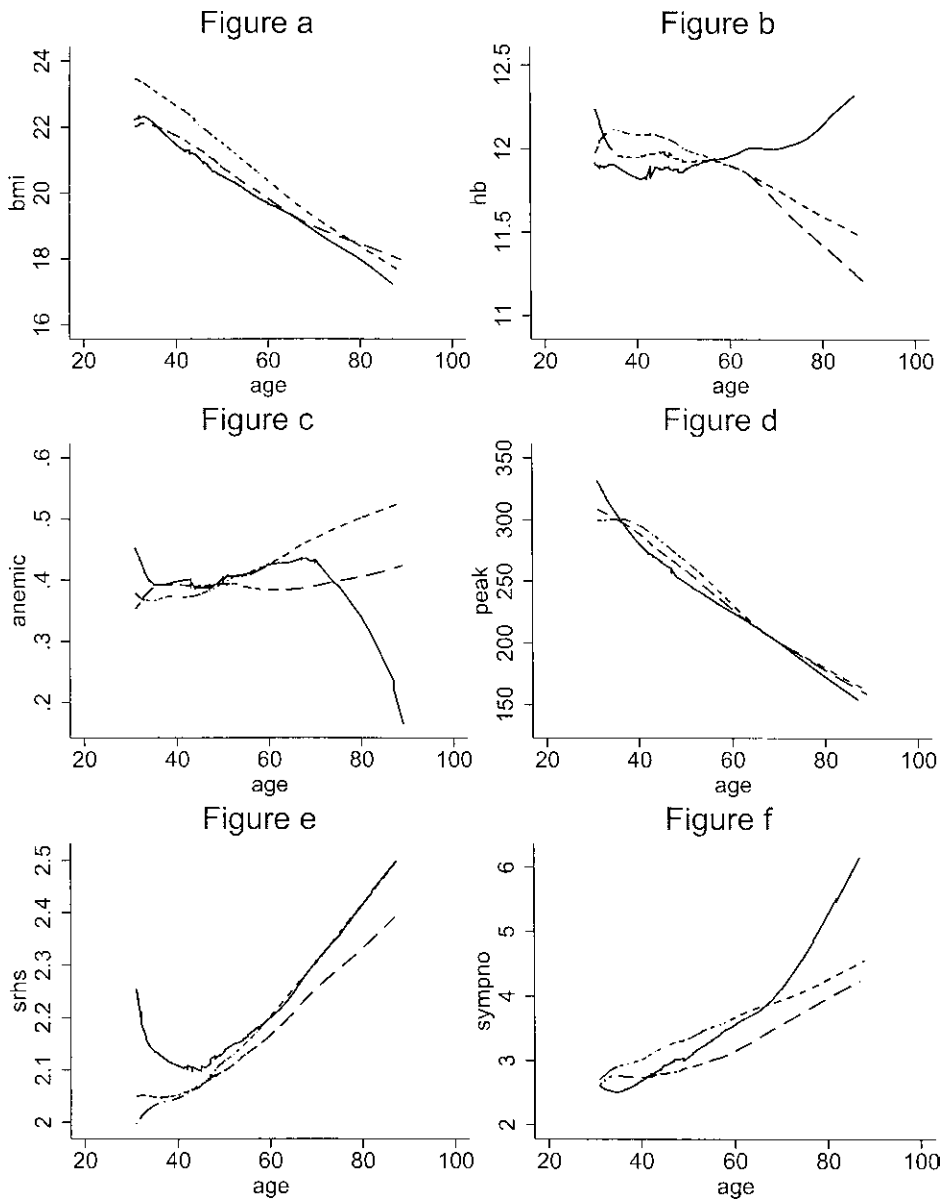 Figure a
Figure b
24
22
20
18
16
bmi
20 40 60 80 100
age
12.5
12
11.5
11
hb
20 40 60 80 100
age
Figure c
Figure d
.6
.5
.4
.3
.2
anemic
20 40 60 80 100
age
350
300
250
200
150
peak
20 40 60 80 100
age
Figure e
Figure f
2.5
2.4
2.3
2.2
2.1
2
srhs
20 40 60 80 100
age
6
5
4
3
2
sympno
20 40 60 80 100
age